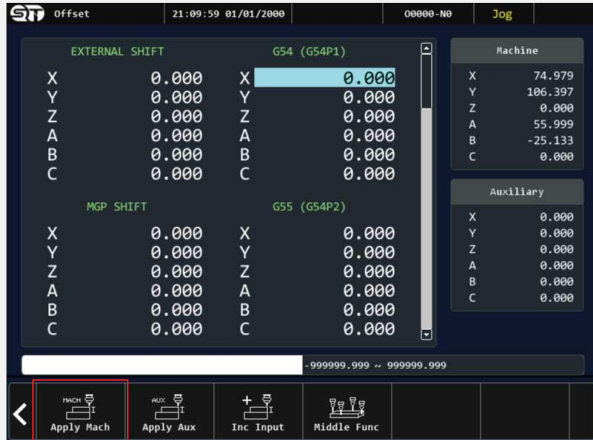 Offset 21:09:59 01/01/2000 O0000-N0 Jog
EXTERNAL SHIFT G54 (G54P1)
X 0.000 X 0.000
Y 0.000 Y 0.000
Z 0.000 Z 0.000
A 0.000 A 0.000
B 0.000 B 0.000
C 0.000 C 0.000
MGP SHIFT G55 (G54P2)
X 0.000 X 0.000
Y 0.000 Y 0.000
Z 0.000 Z 0.000
A 0.000 A 0.000
B 0.000 B 0.000
C 0.000 C 0.000
Machine
X 74.979
Y 106.397
Z 0.000
A 55.999
B -25.133
C 0.000
Auxiliary
X 0.000
Y 0.000
Z 0.000
A 0.000
B 0.000
C 0.000
-999999.999 ~ 999999.999
MACH
Apply Mach
AUX
Apply Aux
Inc Input
Middle Func